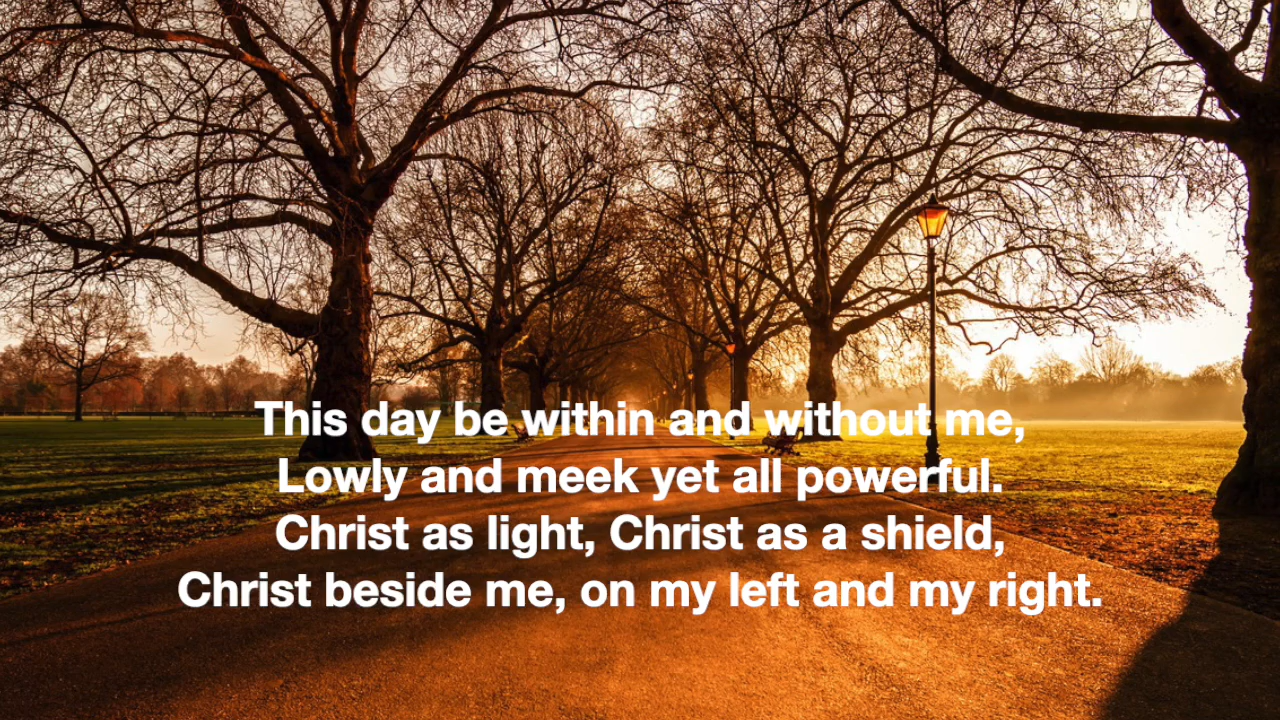 This day be within and without me,
Lowly and meek yet all powerful.
Christ as light, Christ as a shield,
Christ beside me, on my left and my right.